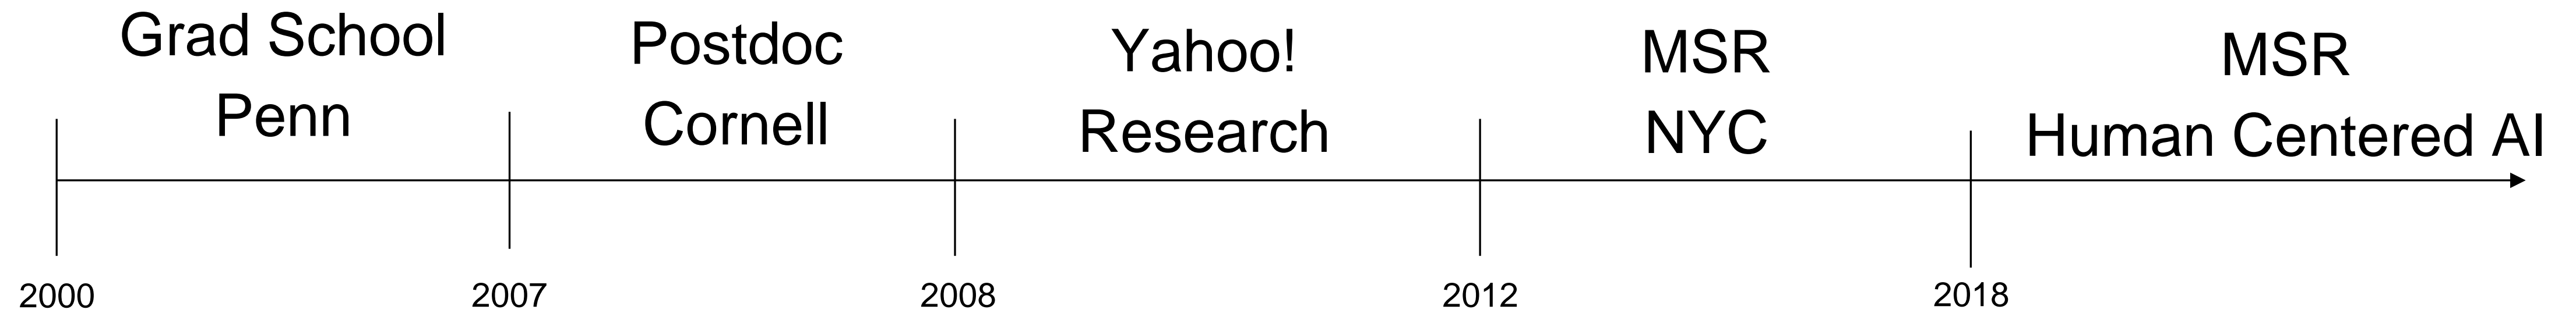 Grad School
Penn
Postdoc
Cornell
Yahoo!
Research
MSR
NYC
MSR
Human Centered AI
2000
2007
2008
2012
2018